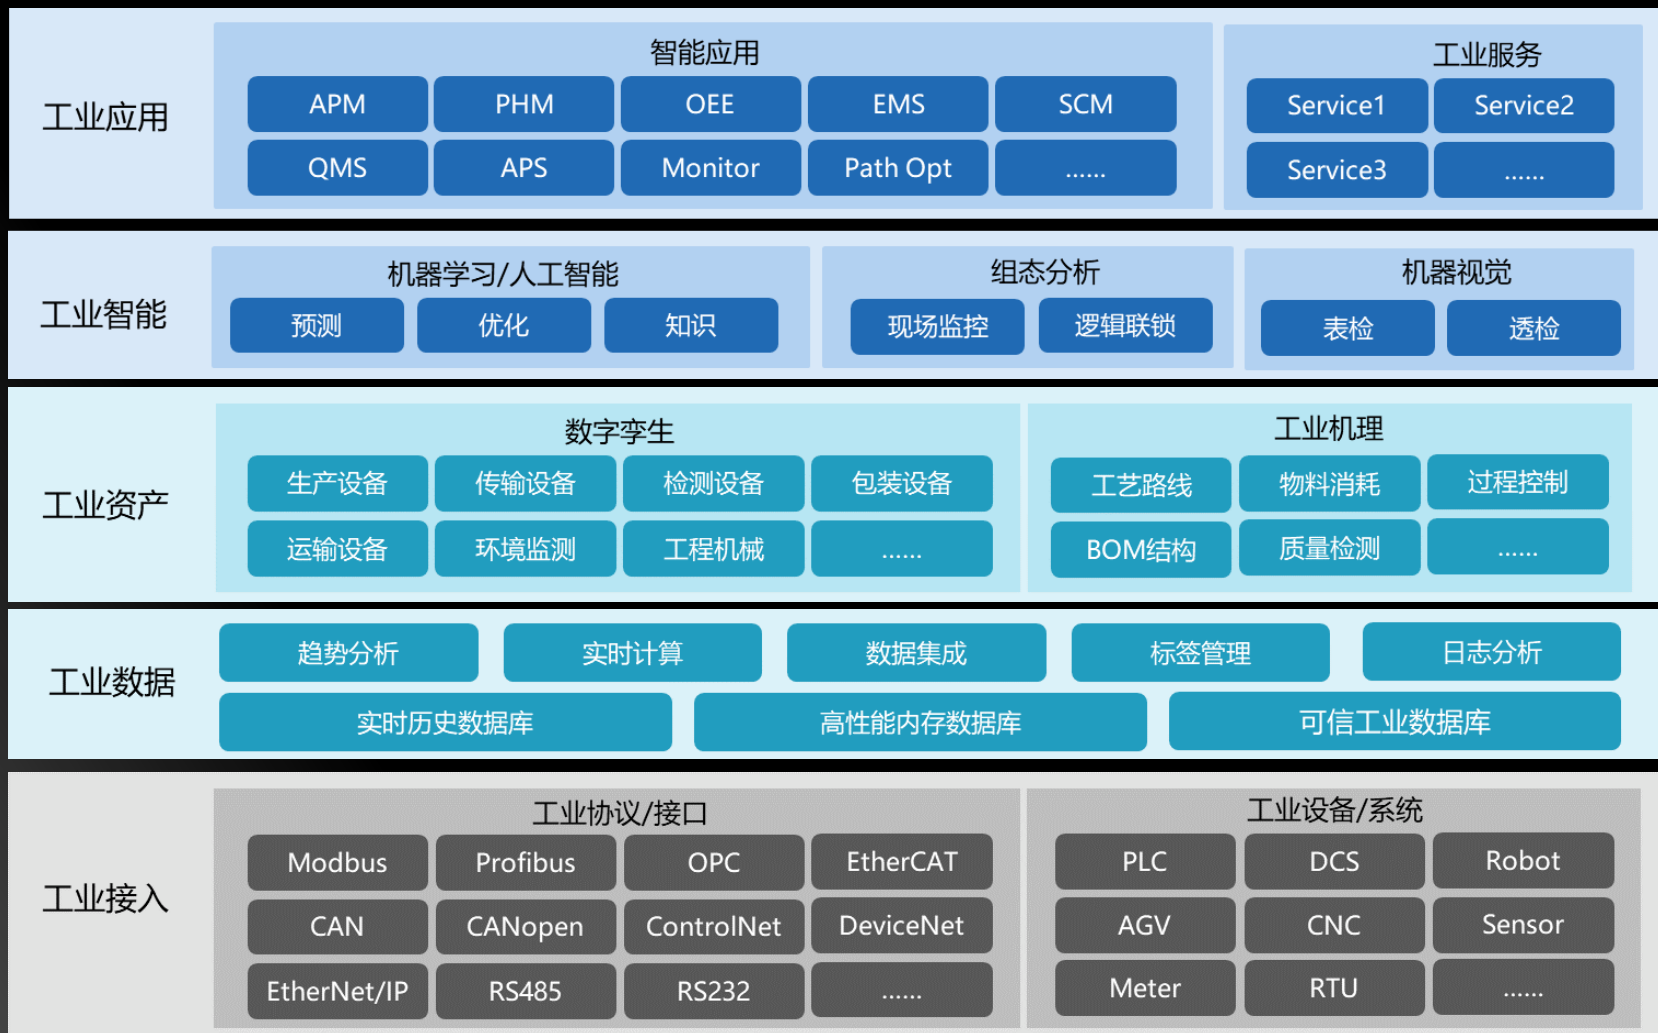 工业应用
智能应用
APM PHM OEE EMS SCM
QMS APS Monitor Path Opt ......
工业服务
Service1 Service2
Service3 ......
工业智能
机器学习/人工智能
预测 优化 知识
组态分析
现场监控 逻辑联锁
机器视觉
表检 透检
工业资产
数字孪生
生产设备 传输设备 检测设备 包装设备
运输设备 环境监测 工程机械 ......
工业机理
工艺路线 物料消耗 过程控制
BOM结构 质量检测 ......
工业数据
趋势分析 实时计算 数据集成 标签管理 日志分析
实时历史数据库 高性能内存数据库 可信工业数据库
工业接入
工业协议/接口
Modbus Profibus OPC EtherCAT
CAN CANopen ControlNet DeviceNet
EtherNet/IP RS485 RS232 ......
工业设备/系统
PLC DCS Robot
AGV CNC Sensor
Meter RTU ......